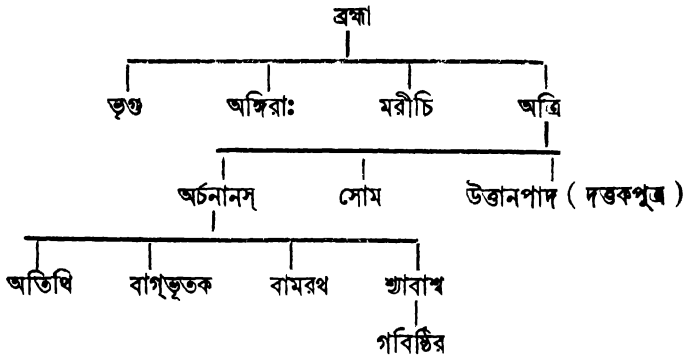 ব্রহ্মা
ভৃগু অঙ্গিরাঃ মরীচি অত্রি
অর্চনানস্ সোম উত্তানপাদ ( দত্তকপুত্র )
অতিথি বাগ্‌ভূতক বামরথ শ্যাবাশ্ব
গবিষ্ঠির